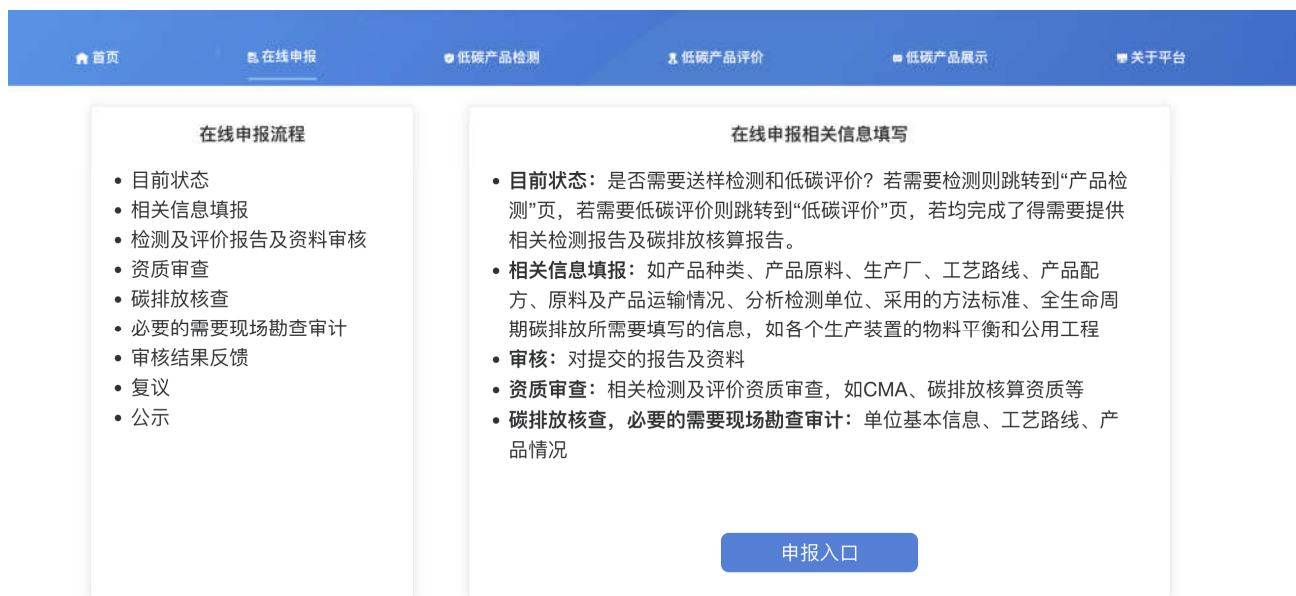 首页
在线申报
低碳产品检测
低碳产品评价
低碳产品展示
关于平台
在线申报流程
目前状态
相关信息填报
检测及评价报告及资料审核
资质审查
碳排放核查
必要的需要现场勘查审计
审核结果反馈
复议
公示
在线申报相关信息填写
目前状态：是否需要送样检测和低碳评价？若需要检测则跳转到“产品检
测”页，若需要低碳评价则跳转到“低碳评价”页，若均完成了得需要提供
相关检测报告及碳排放核算报告。
相关信息填报：如产品种类、产品原料、生产厂、工艺路线、产品配
方、原料及产品运输情况、分析检测单位、采用的方法标准、全生命周
期碳排放所需要填写的信息，如各个生产装置的物料平衡和公用工程
审核：对提交的报告及资料
资质审查：相关检测及评价资质审查，如CMA、碳排放核算资质等
碳排放核查，必要的需要现场勘查审计：单位基本信息、工艺路线、产
品情况
申报入口